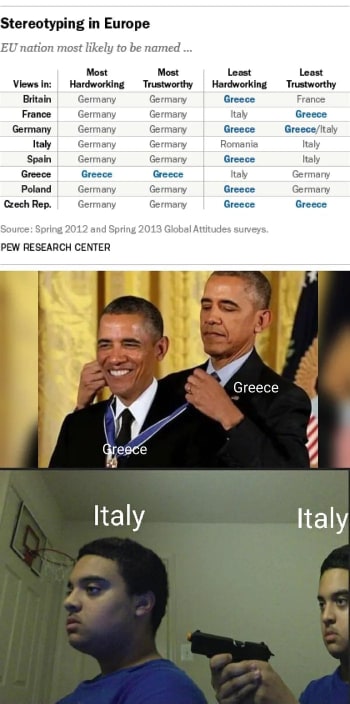 Stereotyping in Europe
EU nation most likely to be named ...
Most Most Least Least
Views in: Hardworking Trustworthy Hardworking Trustworthy
Britain Germany Germany Greece France
France Germany Germany Italy Greece
Germany Germany Germany Greece Greece/Italy
Italy Germany Germany Romania Italy
Spain Germany Germany Greece Italy
Greece Greece Greece Italy Germany
Poland Germany Germany Greece Germany
Czech Rep. Germany Germany Greece Greece
Source: Spring 2012 and Spring 2013 Global Attitudes surveys.
PEW RESEARCH CENTER
Greece
Greece
Italy Italy